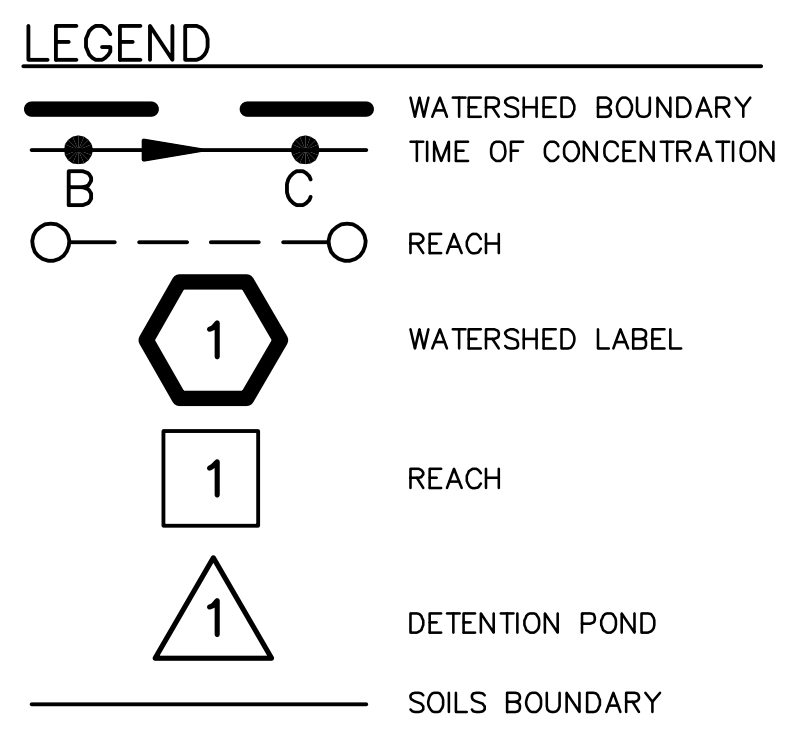 LEGEND
WATERSHED BOUNDARY
TIME OF CONCENTRATION
B C
REACH
1 WATERSHED LABEL
1 REACH
1 DETENTION POND
SOILS BOUNDARY